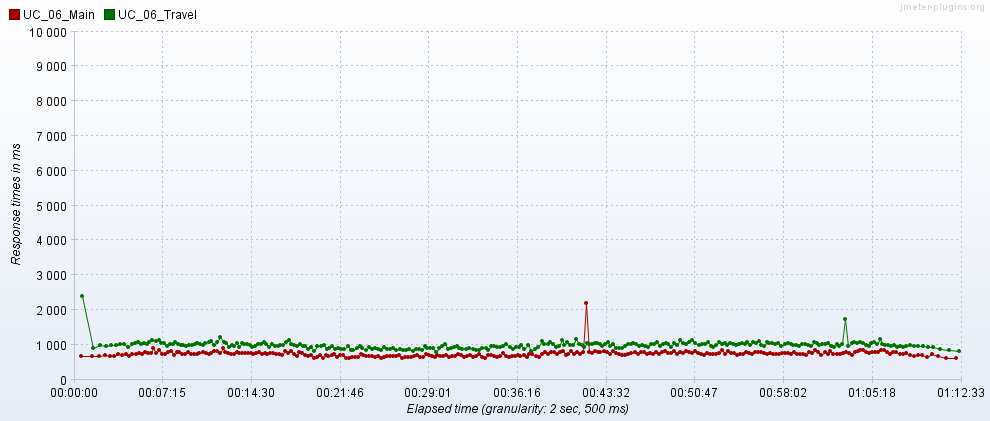 UC_06_Main UC_06_Travel
jmeter-plugins.org
10 000
9 000
8 000
7 000
6 000
5 000
4 000
3 000
2 000
1 000
0
Response times in ms
00:00:00 00:07:15 00:14:30 00:21:46 00:29:01 00:36:16 00:43:32 00:50:47 00:58:02 01:05:18 01:12:33
Elapsed time (granularity: 2 sec, 500 ms)